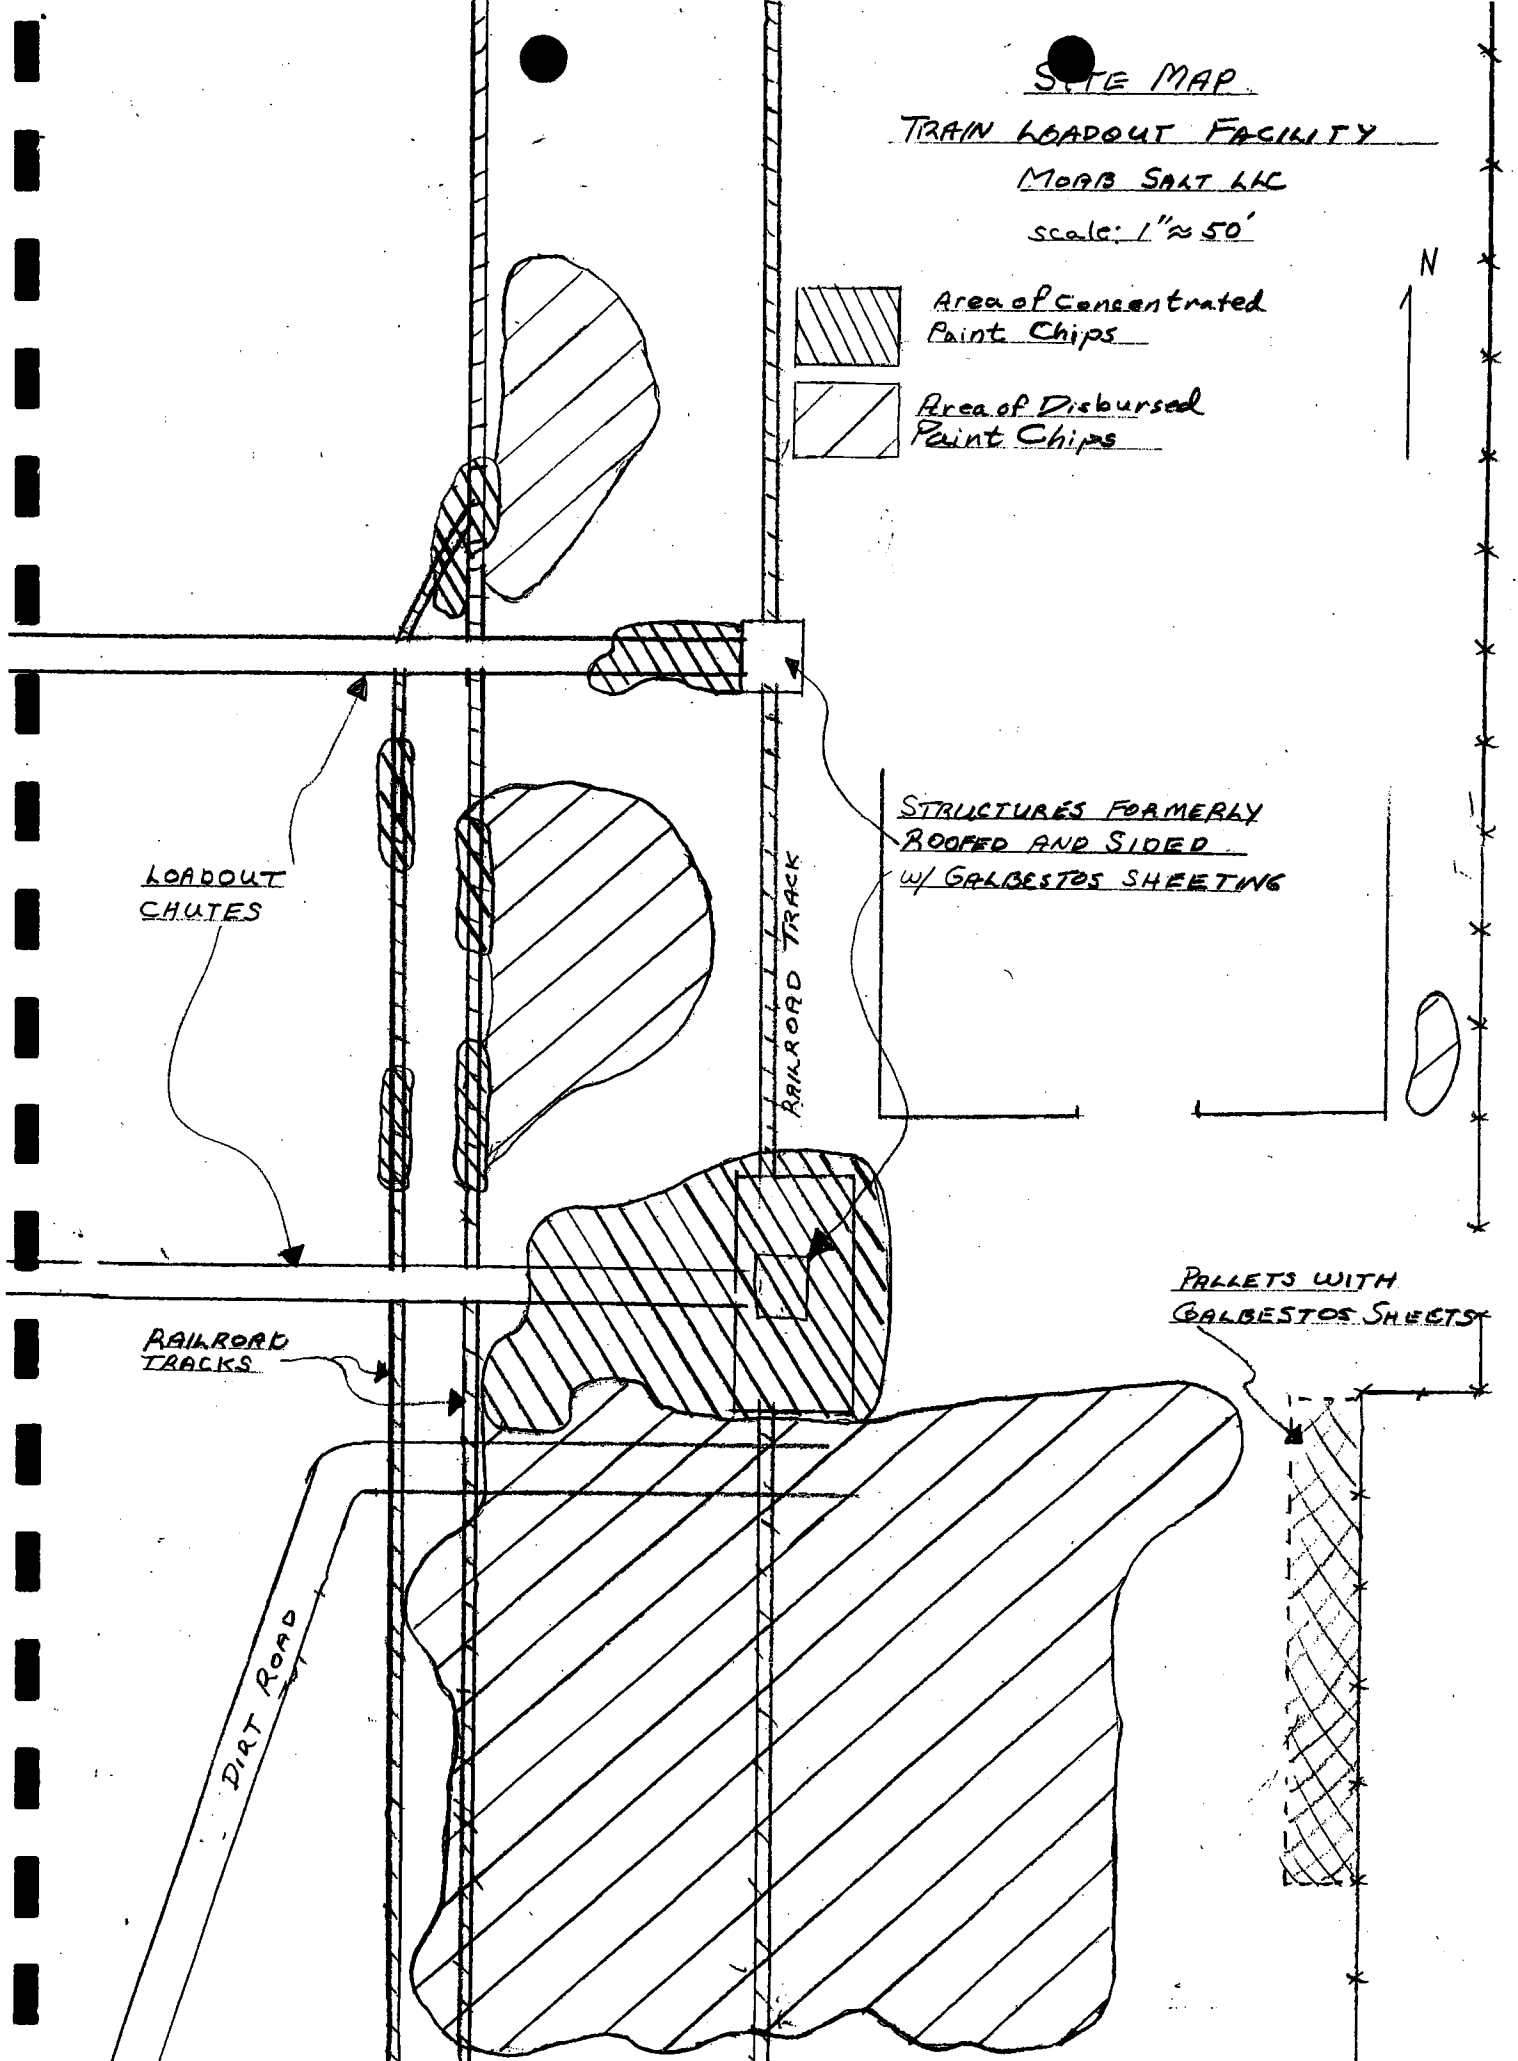 SITE MAP
TRAIN LOADOUT FACILITY
MOAB SALT LLC
scale: 1"≈50'
N
Area of Concentrated
Paint Chips
Area of Disbursed
Paint Chips
STRUCTURES FORMERLY
ROOFED AND SIDED
W/ GALBESTOS SHEETING
LOADOUT
CHUTES
RAILROAD TRACK
PALLETS WITH
GALBESTOS SHEETS
RAILROAD
TRACKS
DIRT ROAD